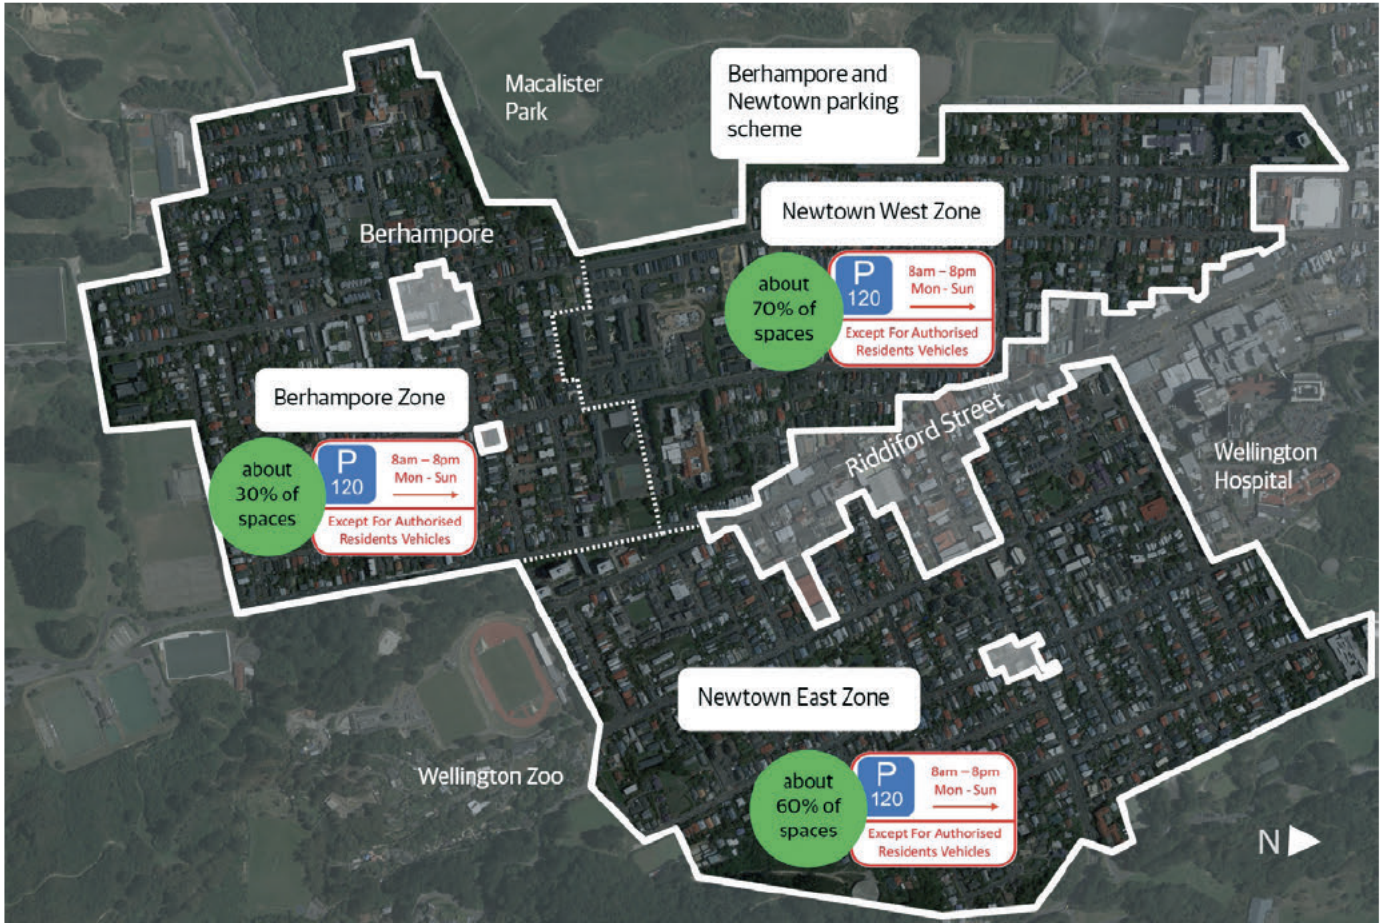 Macalister
Park
Berhampore and
Newtown parking
scheme
Newtown West Zone
Berhampore
about
70% of
spaces
P
120
8am – 8pm
Mon - Sun
Except For Authorised
Residents Vehicles
Berhampore Zone
Riddiford Street
Wellington
Hospital
about
30% of
spaces
P
120
8am – 8pm
Mon - Sun
Except For Authorised
Residents Vehicles
Newtown East Zone
Wellington Zoo
about
60% of
spaces
P
120
8am – 8pm
Mon - Sun
Except For Authorised
Residents Vehicles
N